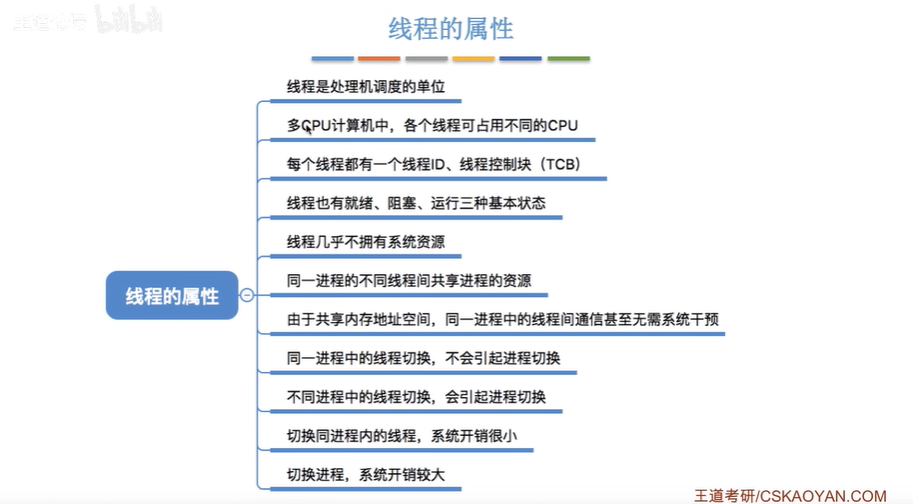 bilibili
线程的属性
线程是处理机调度的单位
多CPU计算机中，各个线程可占用不同的CPU
每个线程都有一个线程ID、线程控制块（TCB）
线程也有就绪、阻塞、运行三种基本状态
线程几乎不拥有系统资源
线程的属性
同一进程的不同线程间共享进程的资源
由于共享内存地址空间，同一进程中的线程间通信甚至无需系统干预
同一进程中的线程切换，不会引起进程切换
不同进程中的线程切换，会引起进程切换
切换同进程内的线程，系统开销很小
切换进程，系统开销较大
王道考研/CSKAOYAN.COM